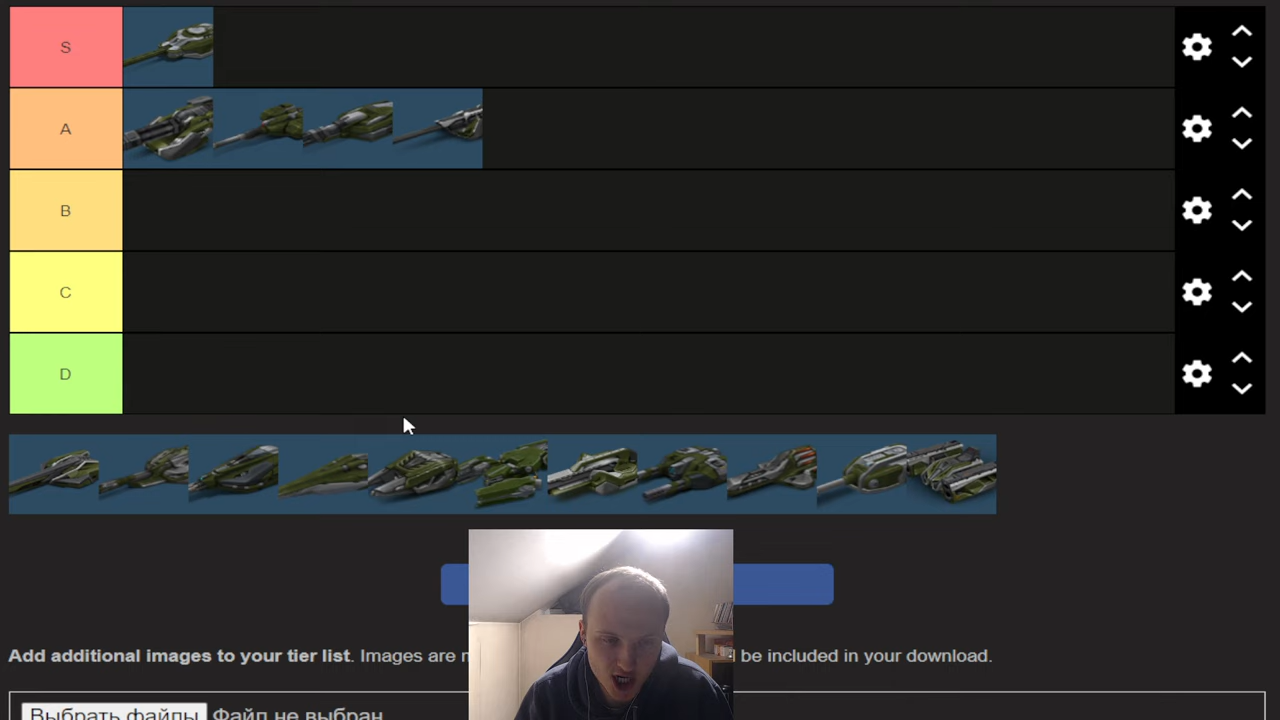 S
A
B
C
D
Add additional images to your tier list. Images are be included in your download.
Выбрать файлы Файл не выбран